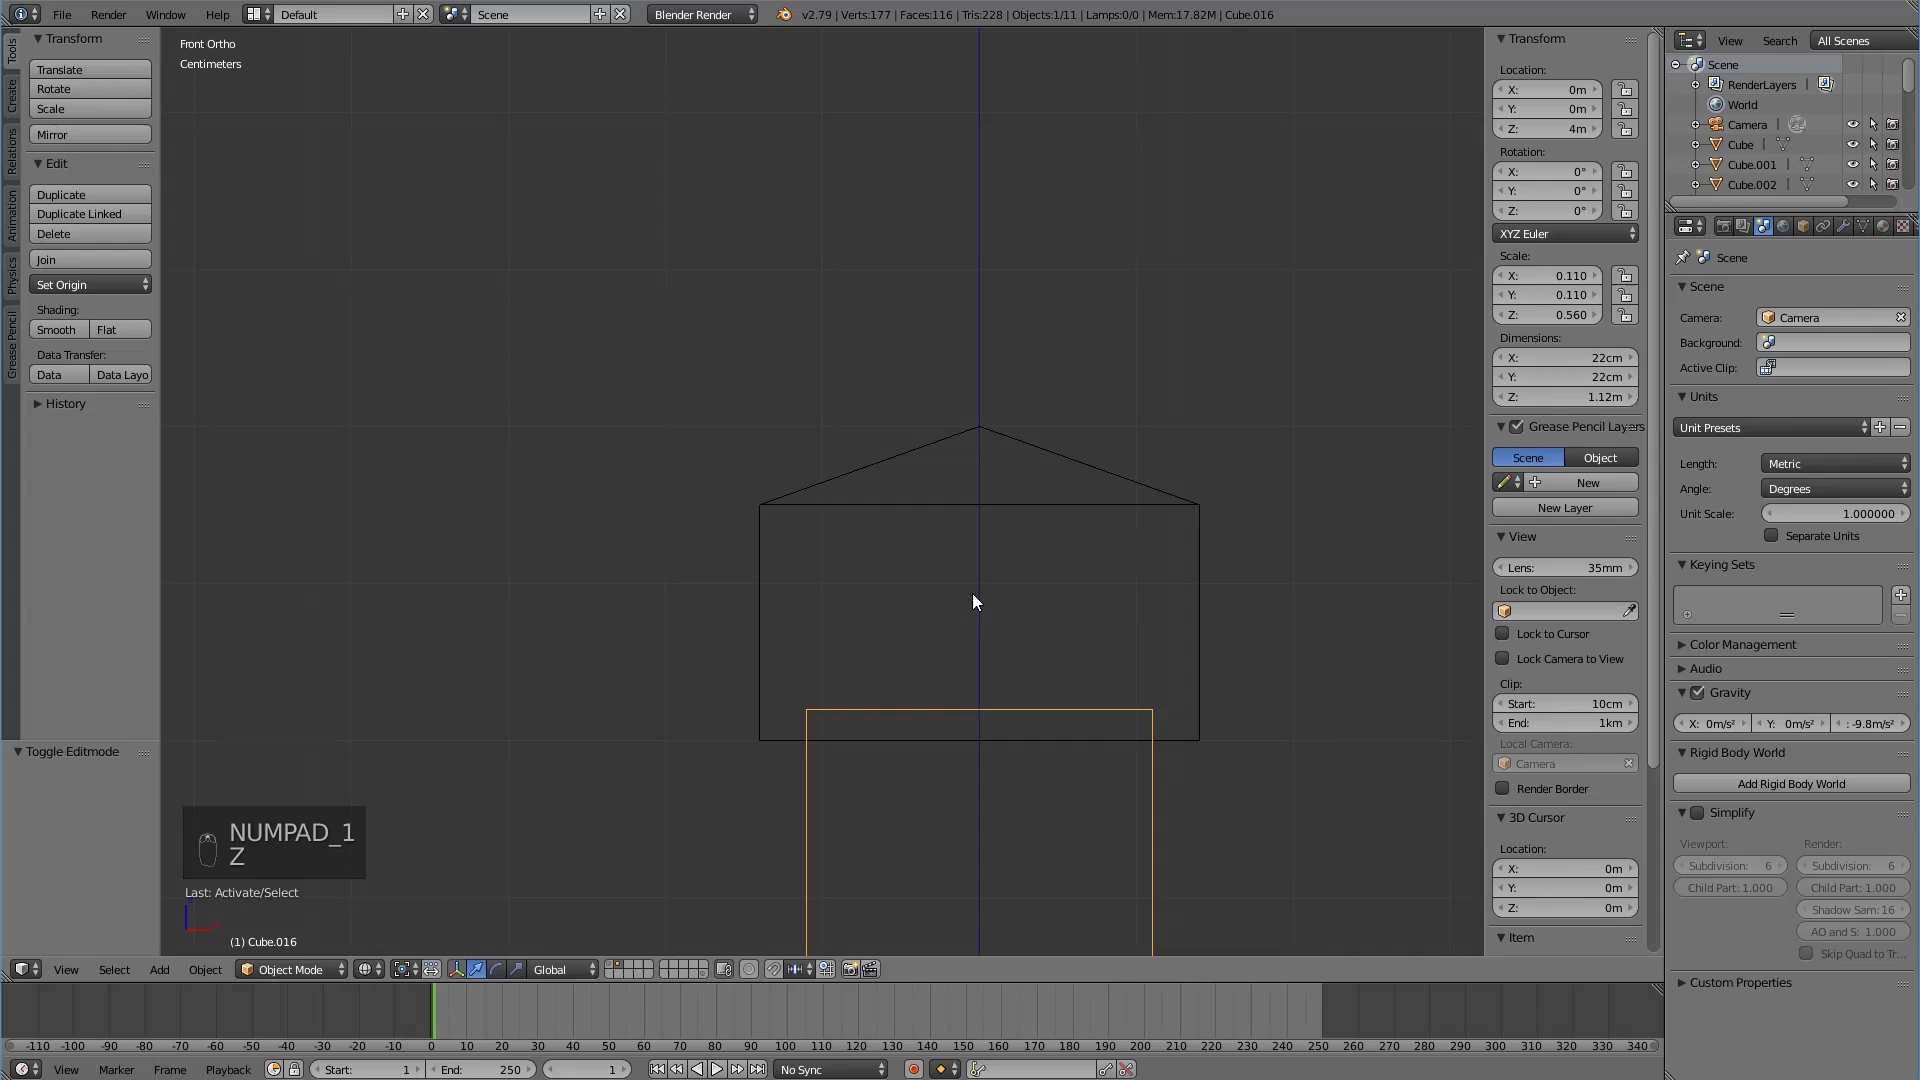 File Render Window Help Default Scene Blender Render v2.79 | Verts:177 | Faces:116 | Tris:228 | Objects:1/11 | Lamps:0/0 | Mem:17.82M | Cube.016
Tools
Create
Relations
Animation
Physics
Grease Pencil
Transform
Translate
Rotate
Scale
Mirror
Edit
Duplicate
Duplicate Linked
Delete
Join
Set Origin
Shading:
Smooth Flat
Data Transfer:
Data Data Layo
History
Toggle Editmode
Front Ortho
Centimeters
NUMPAD_1
Z
Last: Activate/Select
(1) Cube.016
Transform
Location:
X: 0m
Y: 0m
Z: 4m
Rotation:
X: 0°
Y: 0°
Z: 0°
XYZ Euler
Scale:
X: 0.110
Y: 0.110
Z: 0.560
Dimensions:
X: 22cm
Y: 22cm
Z: 1.12m
Grease Pencil Layers
Scene Object
New
New Layer
View
Lens: 35mm
Lock to Object:
Lock to Cursor
Lock Camera to View
Clip:
Start: 10cm
End: 1km
Local Camera:
Camera
Render Border
3D Cursor
Location:
X: 0m
Y: 0m
Z: 0m
Item
View Search All Scenes
Scene
RenderLayers |
World
Camera |
Cube |
Cube.001 |
Cube.002 |
Scene
Scene
Camera: Camera
Background:
Active Clip:
Units
Unit Presets
Length: Metric
Angle: Degrees
Unit Scale: 1.000000
Separate Units
Keying Sets
Color Management
Audio
Gravity
X: 0m/s² Y: 0m/s² : -9.8m/s²
Rigid Body World
Add Rigid Body World
Simplify
Viewport: Render:
Subdivision: 6 Subdivision: 6
Child Part: 1.000 Child Part: 1.000
Shadow Sam: 16
AO and S: 1.000
Skip Quad to Tr...
Custom Properties
View Select Add Object Object Mode Global
-110 -100 -90 -80 -70 -60 -50 -40 -30 -20 -10 0 10 20 30 40 50 60 70 80 90 100 110 120 130 140 150 160 170 180 190 200 210 220 230 240 250 260 270 280 290 300 310 320 330 340
View Marker Frame Playback Start: 1 End: 250 1 No Sync